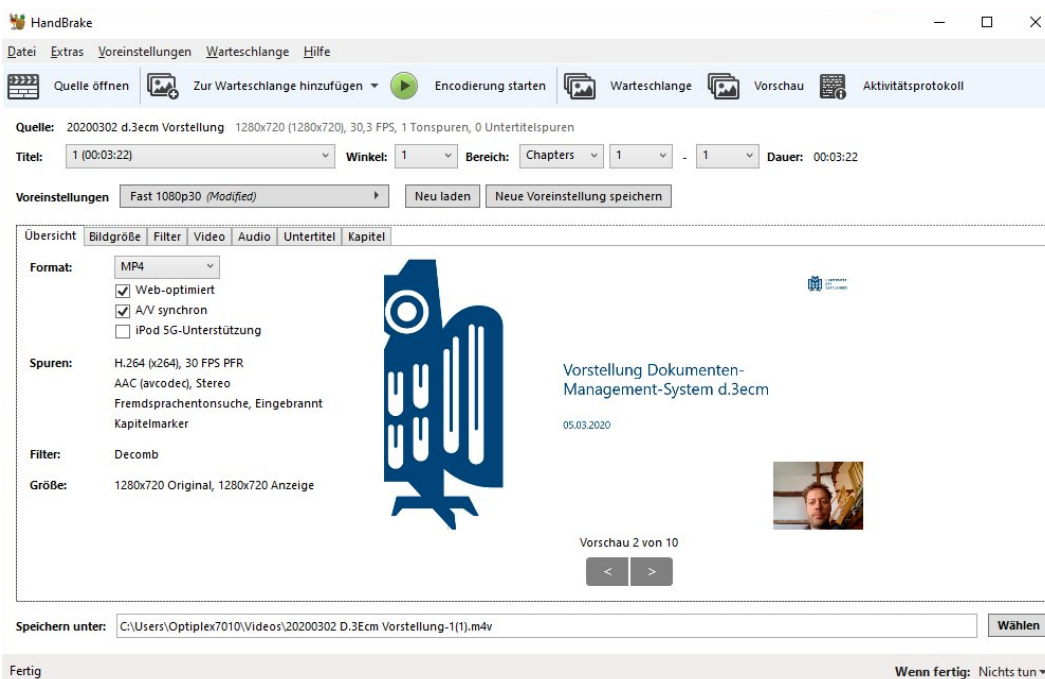 HandBrake
Datei Extras Voreinstellungen Warteschlange Hilfe
Quelle öffnen Zur Warteschlange hinzufügen Encodierung starten Warteschlange Vorschau Aktivitätsprotokoll
Quelle: 20200302 d.3ecm Vorstellung 1280x720 (1280x720), 30,3 FPS, 1 Tonspuren, 0 Untertitelspuren
Titel: 1 (00:03:22) Winkel: 1 Bereich: Chapters 1 - 1 Dauer: 00:03:22
Voreinstellungen Fast 1080p30 (Modified) Neu laden Neue Voreinstellung speichern
Übersicht Bildgröße Filter Video Audio Untertitel Kapitel
Format: MP4
Web-optimiert
A/V synchron
iPod 5G-Unterstützung
Spuren: H.264 (x264), 30 FPS PFR
AAC (avcodec), Stereo
Fremdsprachentonsuche, Eingebrannt
Kapitelmarker
Filter: Decomb
Größe: 1280x720 Original, 1280x720 Anzeige
Vorstellung Dokumenten-
Management-System d.3ecm
05.03.2020
Vorschau 2 von 10
< >
Speichern unter: C:\Users\Optiplex7010\Videos\20200302 D.3Ecm Vorstellung-1(1).m4v Wählen
Fertig Wenn fertig: Nichts tun